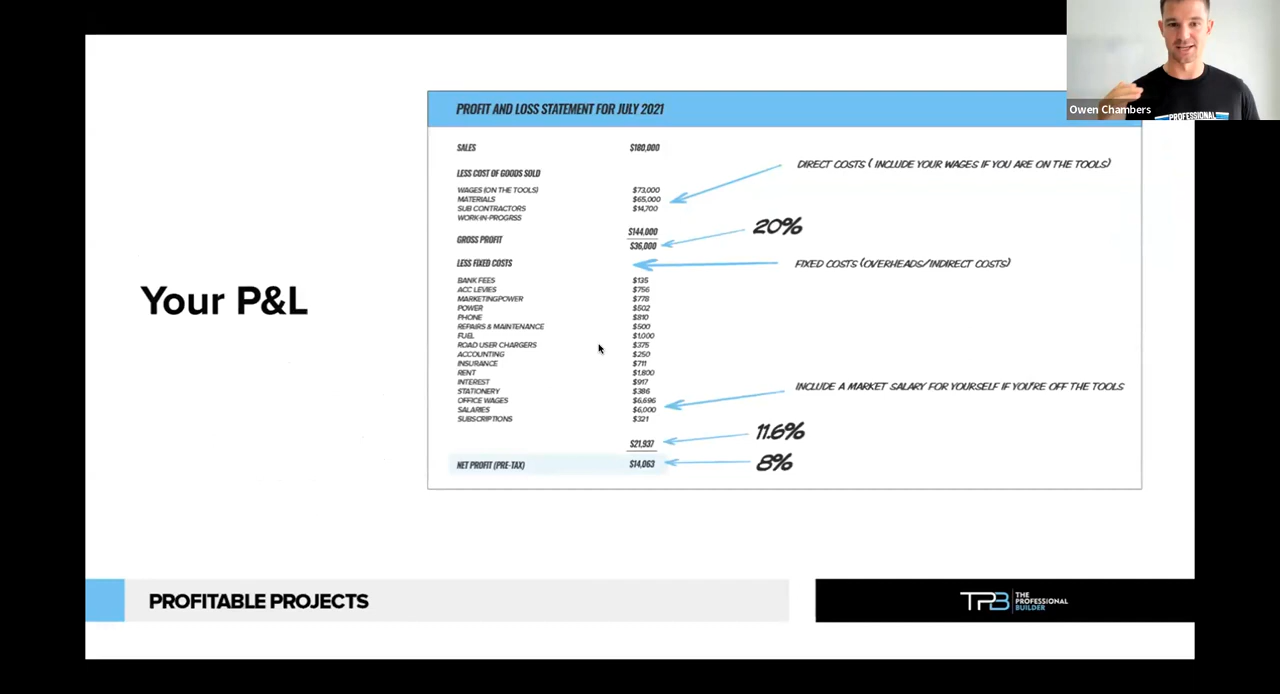 Owen Chambers
PROFESSIONAL
PROFIT AND LOSS STATEMENT FOR JULY 2021
SALES $180,000
LESS COST OF GOODS SOLD
DIRECT COSTS ( INCLUDE YOUR WAGES IF YOU ARE ON THE TOOLS)
WAGES (ON THE TOOLS) $73,000
MATERIALS $65,000
SUB CONTRACTORS $14,700
WORK-IN-PROGRSS
20%
$144,000
GROSS PROFIT $36,000
LESS FIXED COSTS
FIXED COSTS (OVERHEADS/INDIRECT COSTS)
BANK FEES $135
ACC LEVIES $756
MARKETINGPOWER $778
POWER $502
PHONE $810
REPAIRS & MAINTENANCE $500
FUEL $1,000
ROAD USER CHARGERS $375
ACCOUNTING $250
INSURANCE $711
RENT $1,800
INTEREST $917
STATIONERY $386
OFFICE WAGES $6,696
SALARIES $6,000
SUBSCRIPTIONS $321
INCLUDE A MARKET SALARY FOR YOURSELF IF YOU'RE OFF THE TOOLS
$21,937
11.6%
NET PROFIT (PRE-TAX) $14,063
8%
Your P&L
PROFITABLE PROJECTS
TPB THE
PROFESSIONAL
BUILDER